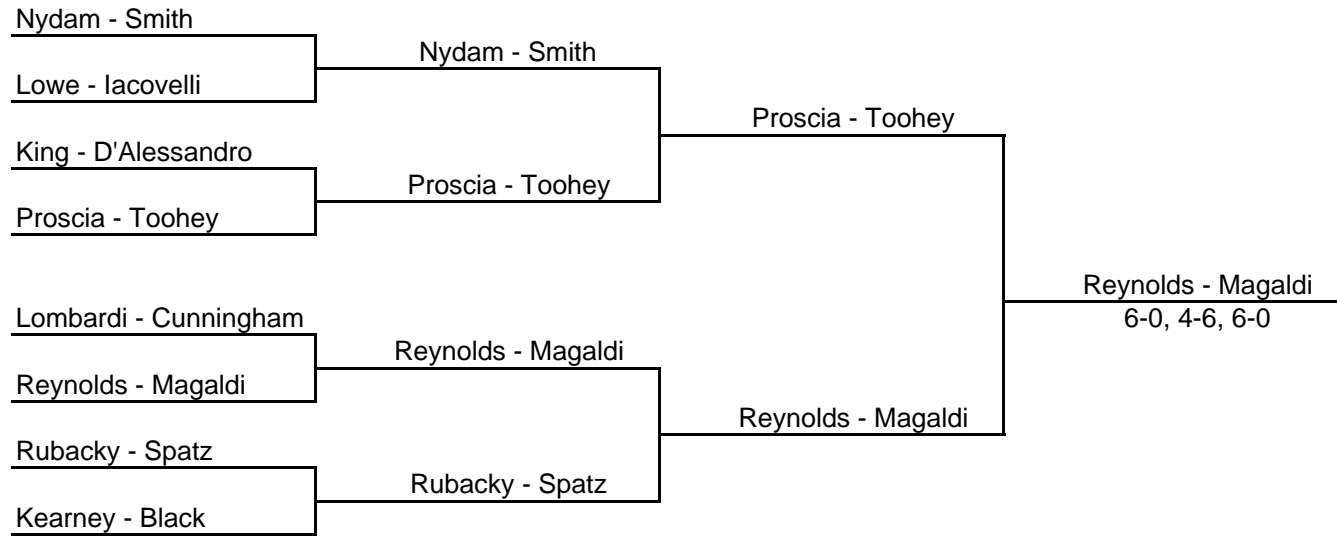 Nydam - Smith
Lowe - Iacovelli
King - D'Alessandro
Proscia - Toohey
Lombardi - Cunningham
Reynolds - Magaldi
Rubacky - Spatz
Kearney - Black
Nydam - Smith
Proscia - Toohey
Reynolds - Magaldi
Rubacky - Spatz
Proscia - Toohey
Reynolds - Magaldi
Reynolds - Magaldi
6-0, 4-6, 6-0